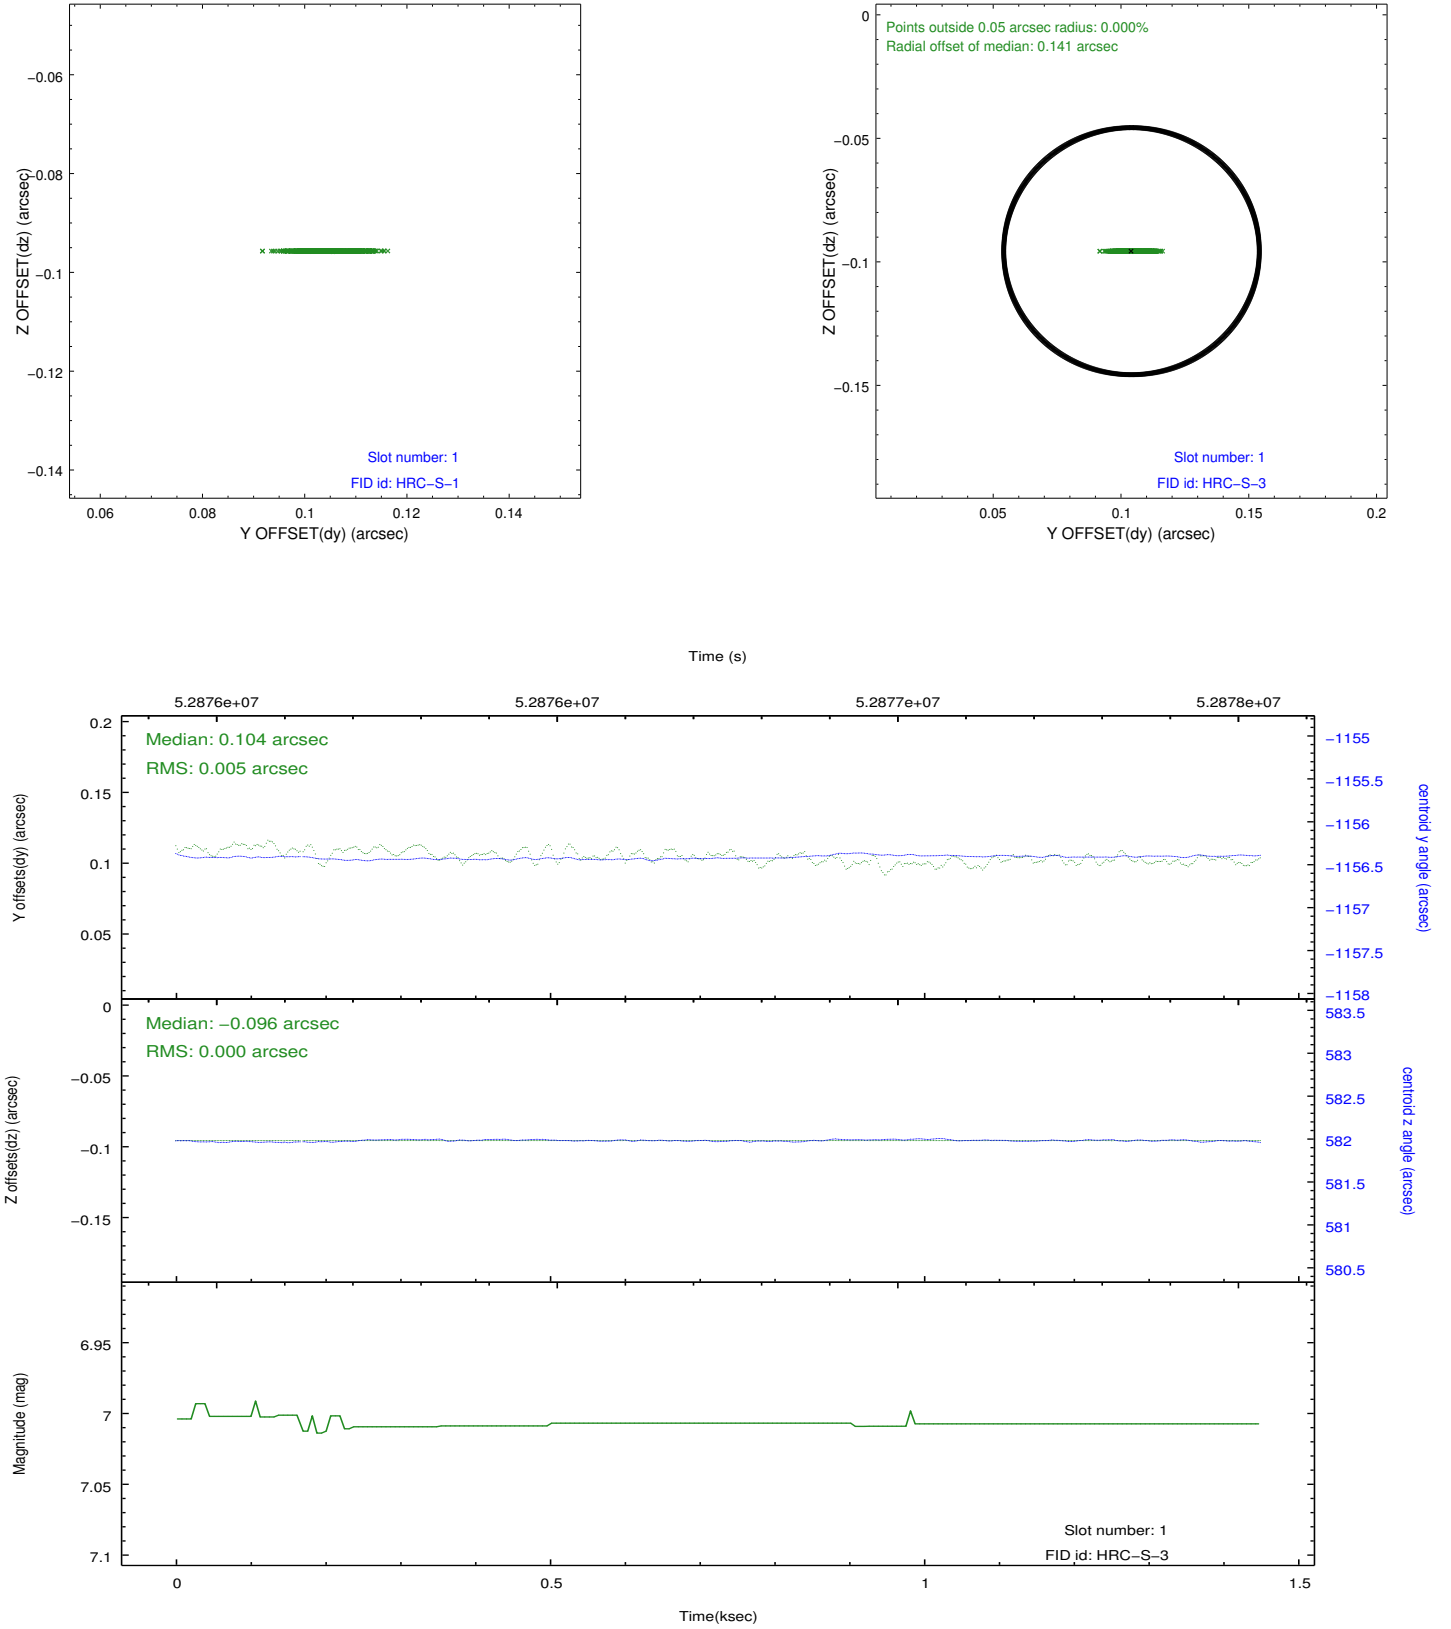 −0.06
−0.08
−0.1
−0.12
−0.14
Z OFFSET(dz) (arcsec)
Slot number: 1
FID id: HRC−S−1
0.06
0.08
0.1
0.12
0.14
Y OFFSET(dy) (arcsec)
Points outside 0.05 arcsec radius: 0.000%
Radial offset of median: 0.141 arcsec
0
−0.05
−0.1
−0.15
Z OFFSET(dz) (arcsec)
Slot number: 1
FID id: HRC−S−3
0.05
0.1
0.15
0.2
Y OFFSET(dy) (arcsec)
Time (s)
5.2876e+07
5.2876e+07
5.2877e+07
5.2878e+07
Median: 0.104 arcsec
RMS: 0.005 arcsec
0.2
0.15
0.1
0.05
Y offsets(dy) (arcsec)
−1155
−1155.5
−1156
−1156.5
−1157
−1157.5
−1158
centroid y angle (arcsec)
Median: −0.096 arcsec
RMS: 0.000 arcsec
0
−0.05
−0.1
−0.15
Z offsets(dz) (arcsec)
583.5
583
582.5
582
581.5
581
580.5
centroid z angle (arcsec)
6.95
7
7.05
7.1
Magnitude (mag)
Slot number: 1
FID id: HRC−S−3
0
0.5
1
1.5
Time(ksec)